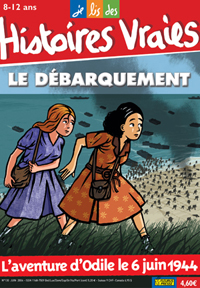 8-12 ans
je lis des
Histoires Vraies
LE DÉBARQUEMENT
L'aventure d'Odile le 6 juin 1944
4,60€